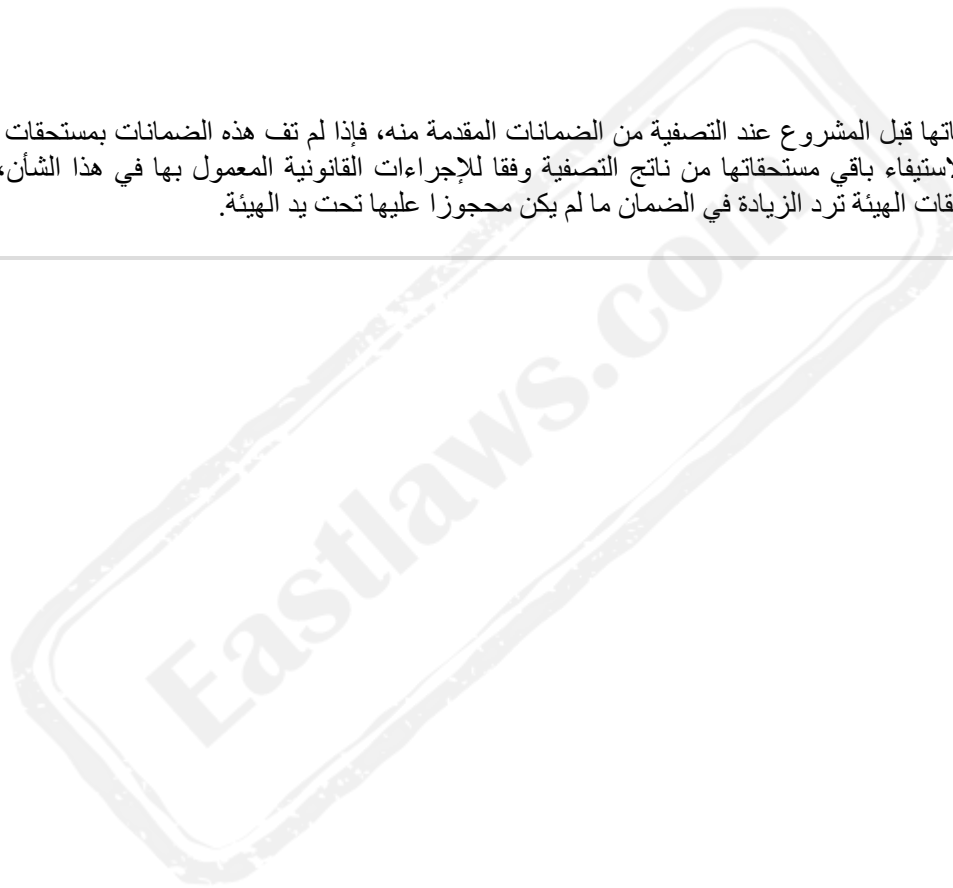 اتها قبل المشروع عند التصفية من الضمانات المقدمة منه، فإذا لم تف هذه الضمانات بمستحقات
استيفاء باقي مستحقاتها من ناتج التصفية وفقا للإجراءات القانونية المعمول بها في هذا الشأن،
قات الهيئة ترد الزيادة في الضمان ما لم يكن محجوزا عليها تحت يد الهيئة.
Eastlaws.com